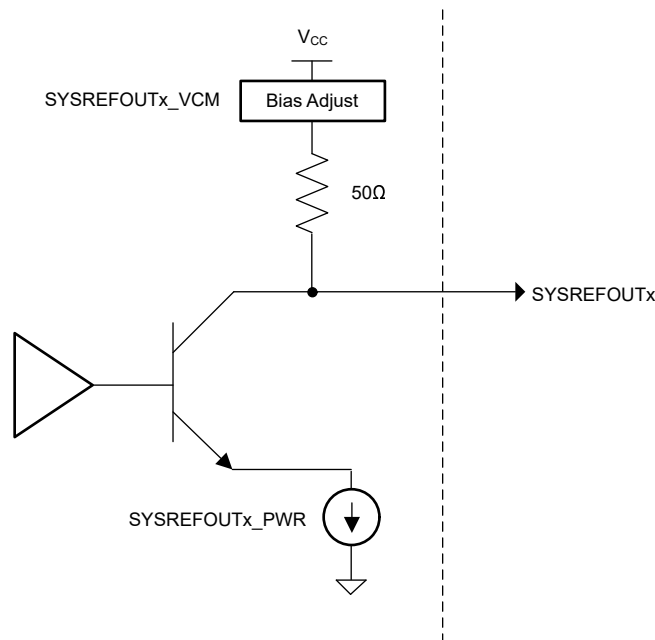 VCC
SYSREFOUTx_VCM
Bias Adjust
50Ω
SYSREFOUTx
SYSREFOUTx_PWR